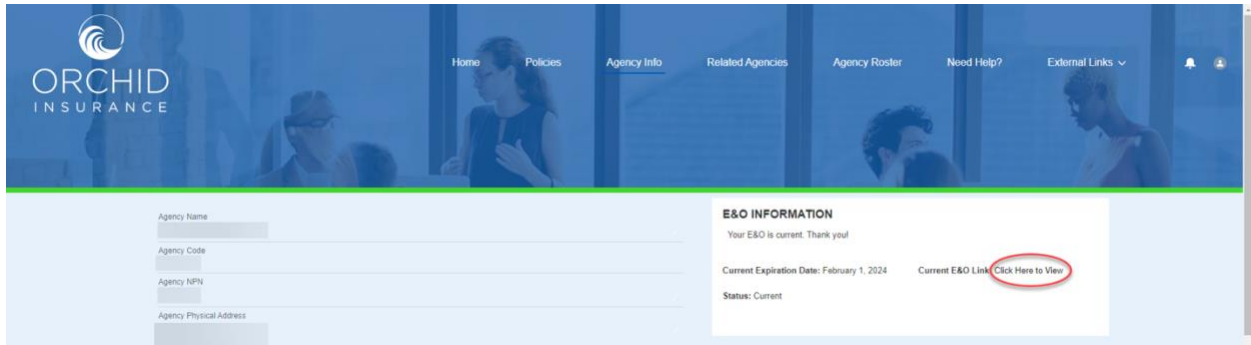 ORCHID
INSURANCE
Home Policies Agency Info Related Agencies Agency Roster Need Help? External Links
Agency Name
Agency Code
Agency NPN
Agency Physical Address
E&O INFORMATION
Your E&O is current. Thank you!
Current Expiration Date: February 1, 2024 Current E&O Link: Click Here to View
Status: Current